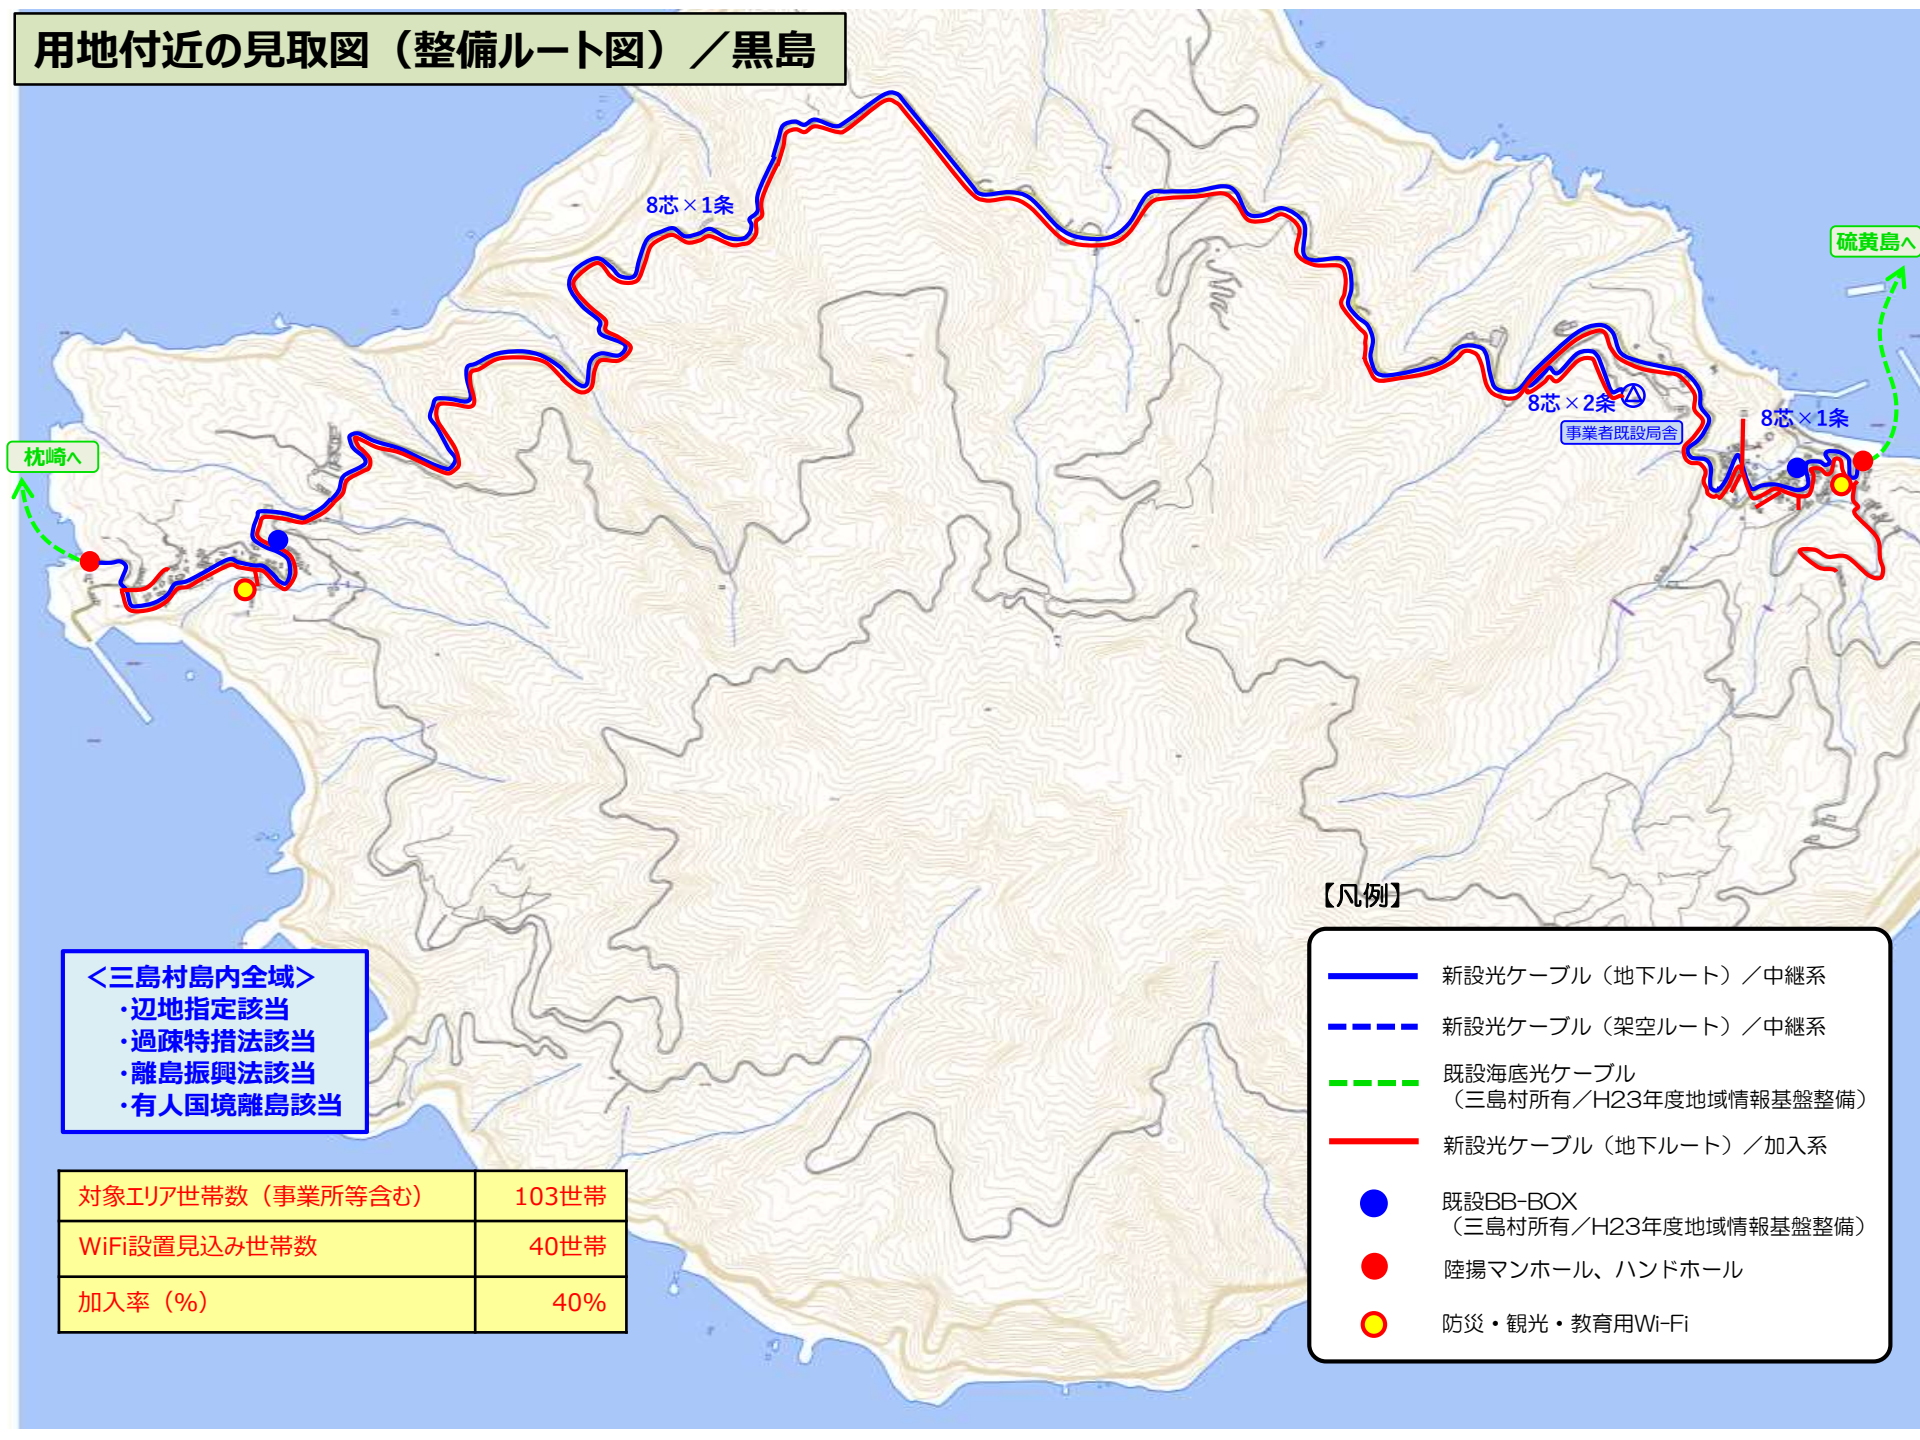 用地付近の見取図（整備ルート図）／黒島
8芯×1条
硫黄島へ
8芯×2条
事業者既設局舎
8芯×1条
枕崎へ
＜三島村島内全域＞
・辺地指定該当
・過疎特措法該当
・離島振興法該当
・有人国境離島該当
対象エリア世帯数（事業所等含む） 103世帯
WiFi設置見込み世帯数 40世帯
加入率（%） 40%
【凡例】
新設光ケーブル（地下ルート）／中継系
新設光ケーブル（架空ルート）／中継系
既設海底光ケーブル
（三島村所有／H23年度地域情報基盤整備）
新設光ケーブル（地下ルート）／加入系
既設BB-BOX
（三島村所有／H23年度地域情報基盤整備）
陸揚マンホール、ハンドホール
防災・観光・教育用Wi-Fi